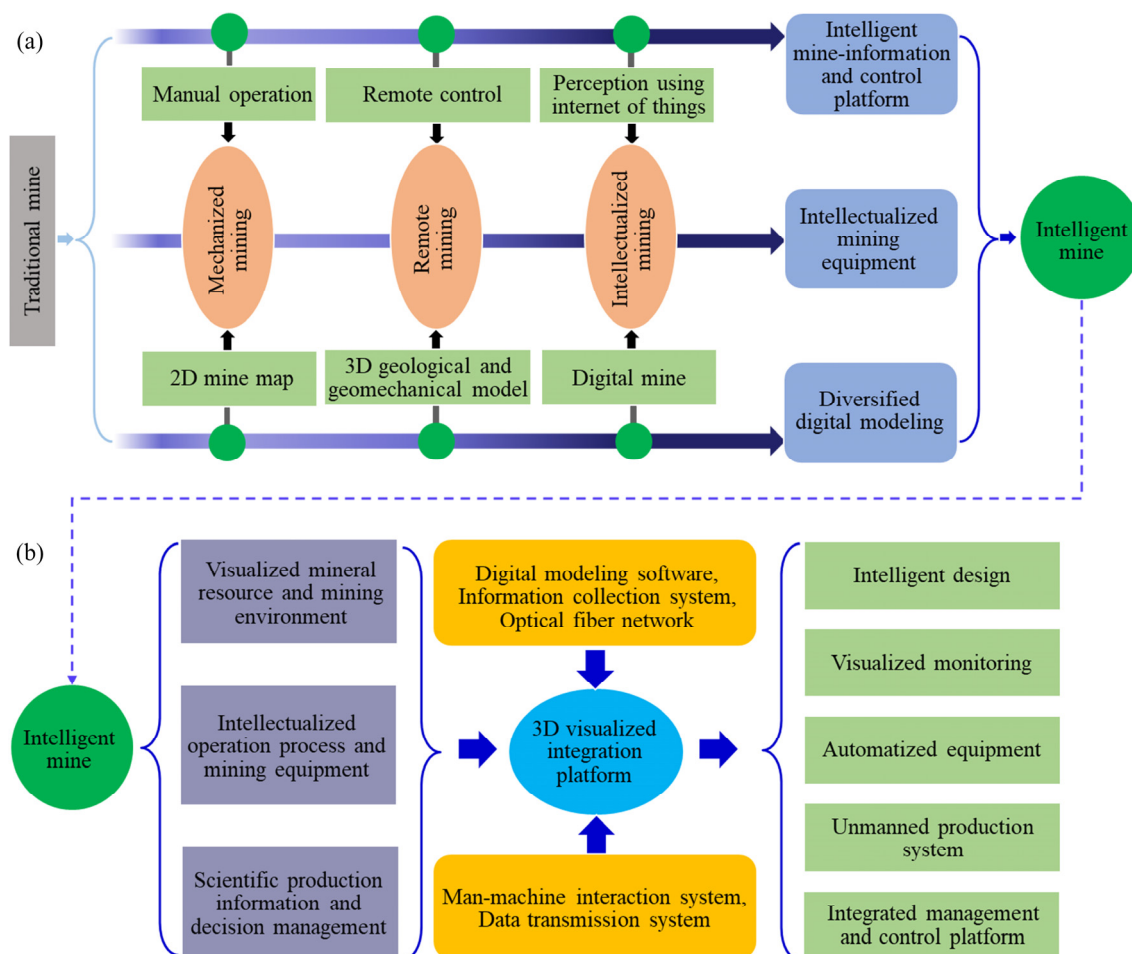 (a)
Traditional mine
Manual operation
Remote control
Perception using
internet of things
Mechanized
mining
Remote
mining
Intellectualized
mining
2D mine map
3D geological and
geomechanical model
Digital mine
Intelligent
mine-information
and control
platform
Intellectualized
mining
equipment
Diversified
digital modeling
Intelligent
mine
(b)
Intelligent
mine
Visualized mineral
resource and mining
environment
Intellectualized
operation process and
mining equipment
Scientific production
information and
decision management
Digital modeling software,
Information collection system,
Optical fiber network
3D visualized
integration
platform
Man-machine interaction system,
Data transmission system
Intelligent design
Visualized monitoring
Automatized equipment
Unmanned production
system
Integrated management
and control platform